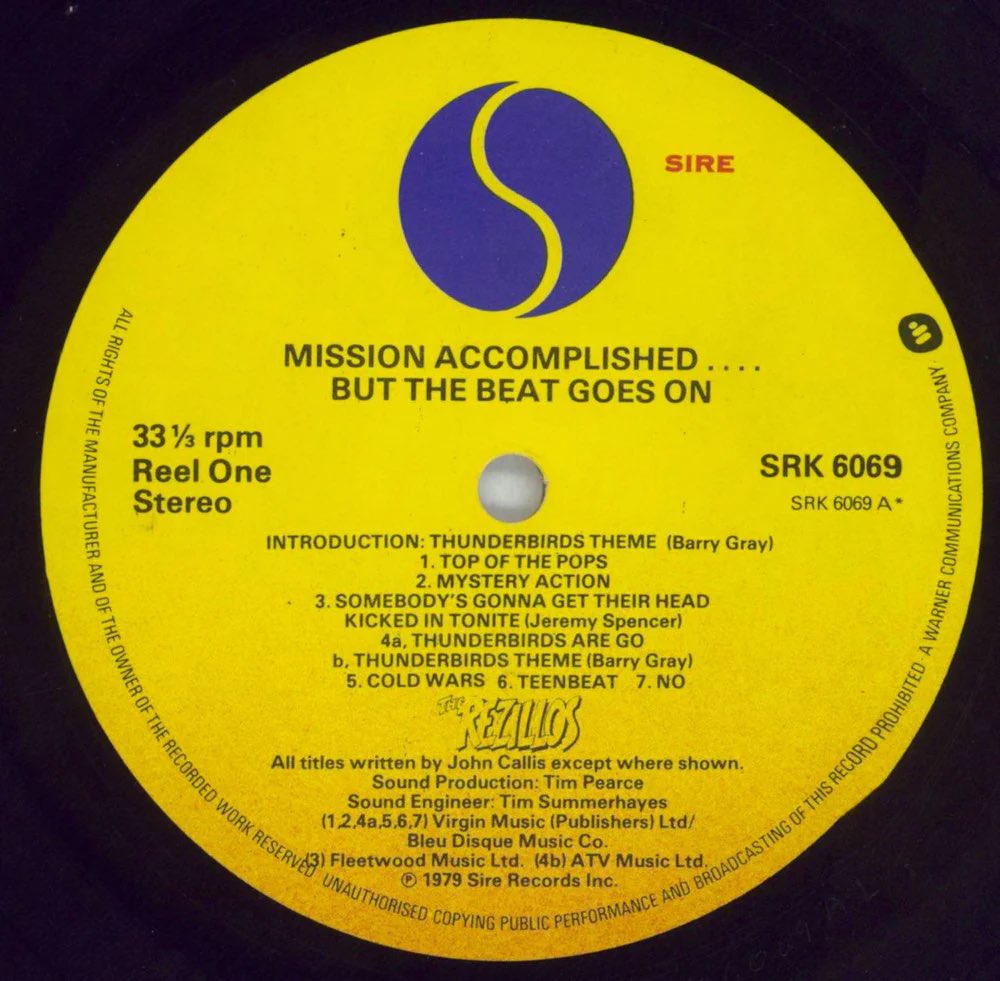 SIRE
MISSION ACCOMPLISHED ....
BUT THE BEAT GOES ON
33 ⅓ rpm
Reel One
Stereo
SRK 6069
SRK 6069 A*
INTRODUCTION: THUNDERBIRDS THEME (Barry Gray)
1. TOP OF THE POPS
2. MYSTERY ACTION
3. SOMEBODY'S GONNA GET THEIR HEAD
KICKED IN TONITE (Jeremy Spencer)
4a, THUNDERBIRDS ARE GO
b, THUNDERBIRDS THEME (Barry Gray)
5. COLD WARS 6. TEENBEAT 7. NO
THE REZILLOS
All titles written by John Callis except where shown.
Sound Production: Tim Pearce
Sound Engineer: Tim Summerhayes
(1,2,4a,5,6,7) Virgin Music (Publishers) Ltd/
Bleu Disque Music Co.
(3) Fleetwood Music Ltd. (4b) ATV Music Ltd.
℗ 1979 Sire Records Inc.
ALL RIGHTS OF THE MANUFACTURER AND OF THE OWNER OF THE RECORDED WORK RESERVED UNAUTHORISED COPYING PUBLIC PERFORMANCE AND BROADCASTING OF THIS RECORD PROHIBITED · A WARNER COMMUNICATIONS COMPANY ·